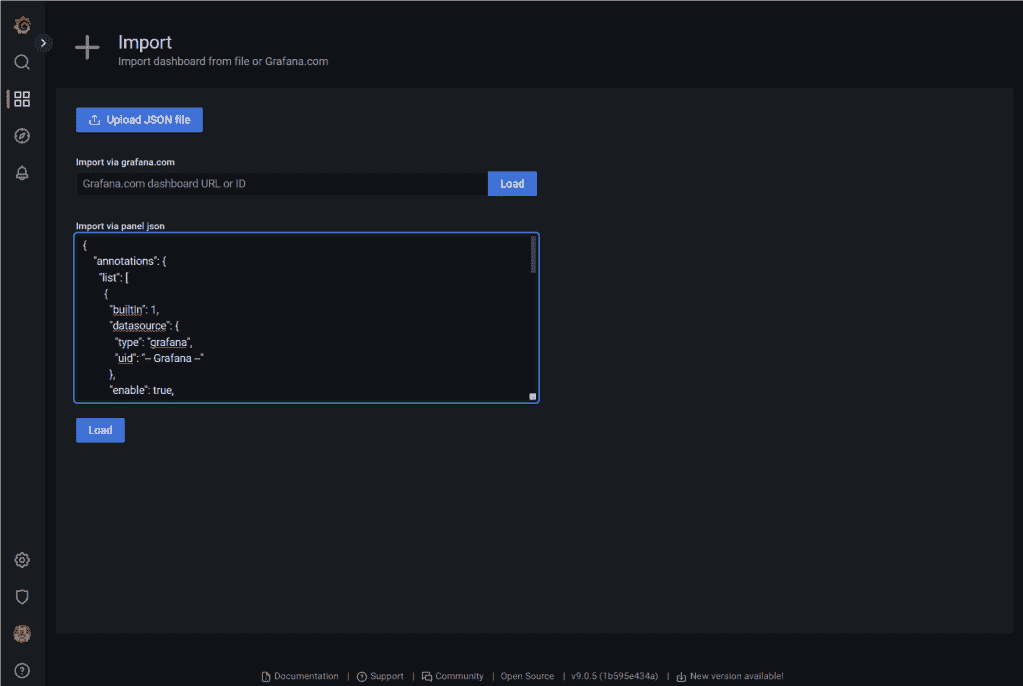 Import
Import dashboard from file or Grafana.com
Upload JSON file
Import via grafana.com
Grafana.com dashboard URL or ID
Load
Import via panel json
{
"annotations": {
"list": [
{
"builtIn": 1,
"datasource": {
"type": "grafana",
"uid": "-- Grafana --"
},
"enable": true,
Load
Documentation | Support | Community | Open Source | v9.0.5 (1b595e434a) | New version available!